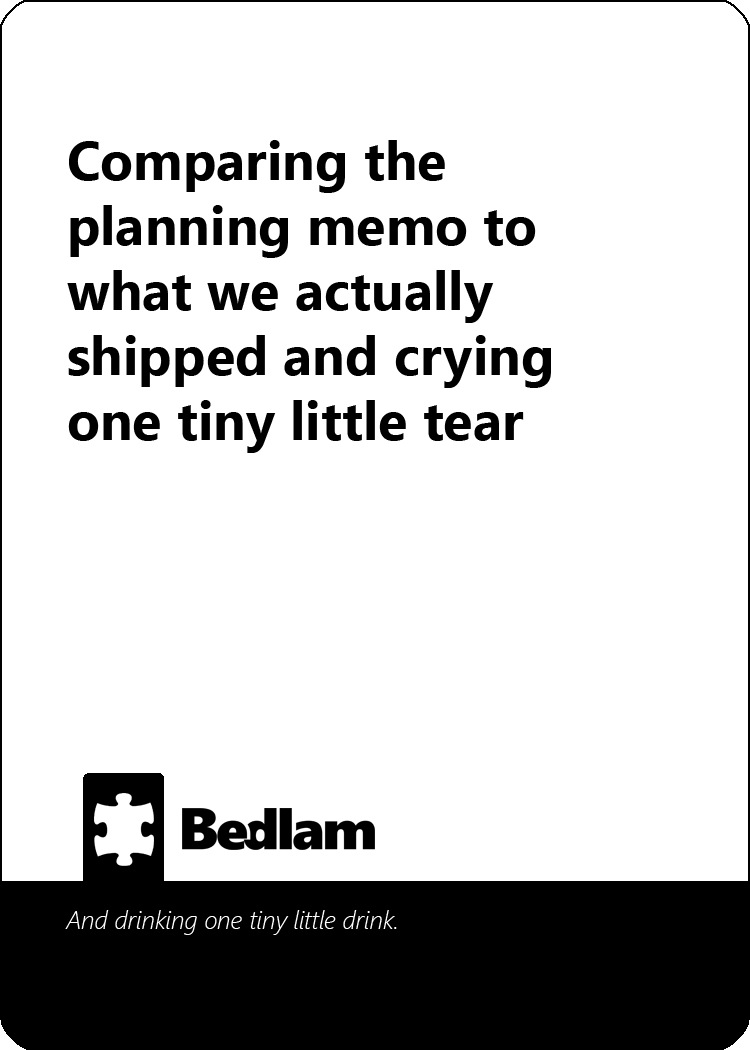 Comparing the
planning memo to
what we actually
shipped and crying
one tiny little tear
Bedlam
And drinking one tiny little drink.